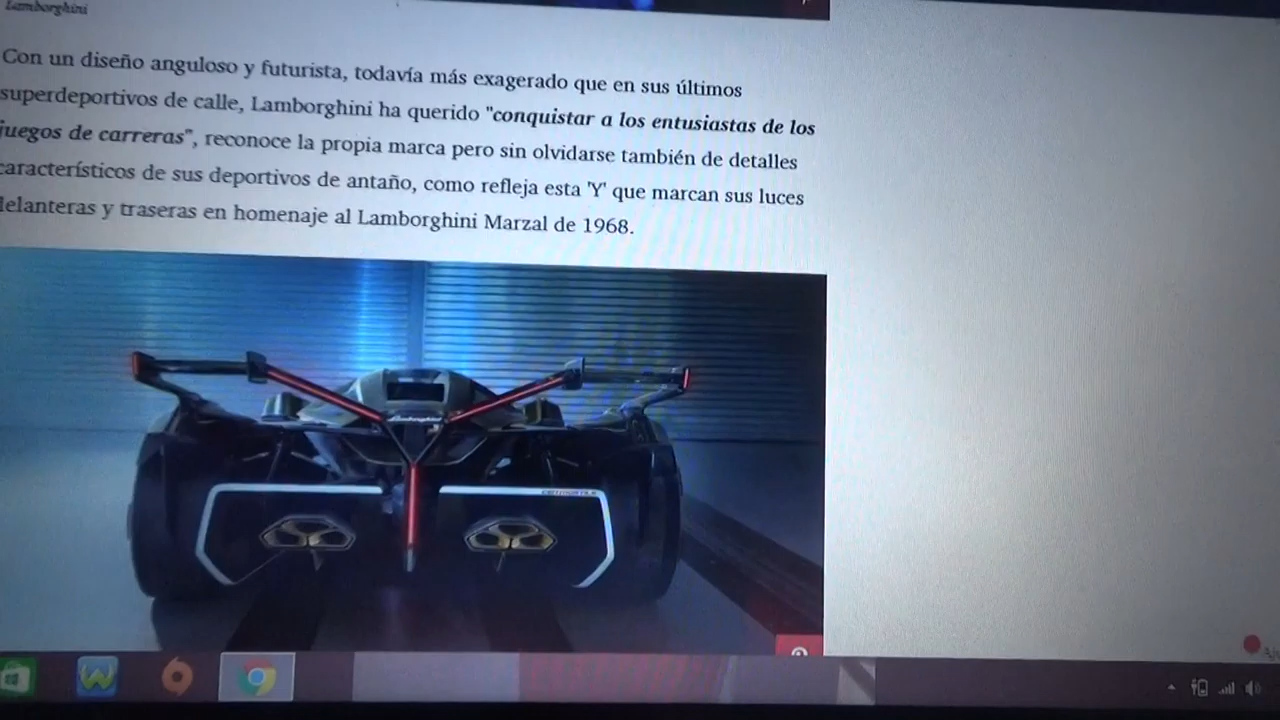 Lamborghini
Con un diseño anguloso y futurista, todavía más exagerado que en sus últimos
superdeportivos de calle, Lamborghini ha querido "conquistar a los entusiastas de los
juegos de carreras", reconoce la propia marca pero sin olvidarse también de detalles
característicos de sus deportivos de antaño, como refleja esta 'Y' que marcan sus luces
delanteras y traseras en homenaje al Lamborghini Marzal de 1968.
Lamborghini